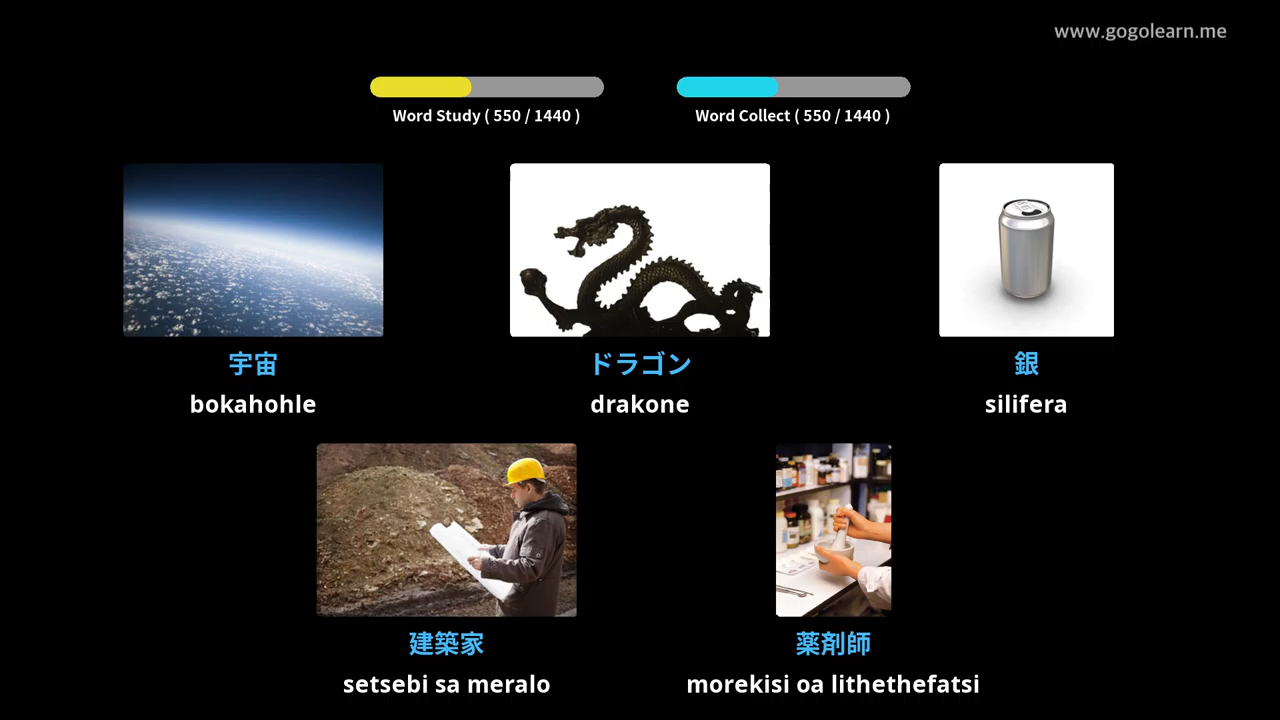 www.gogolearn.me
Word Study ( 550 / 1440 )
Word Collect ( 550 / 1440 )
宇宙
bokahohle
ドラゴン
drakone
銀
silifera
建築家
setsebi sa meralo
薬剤師
morekisi oa lithethefatsi